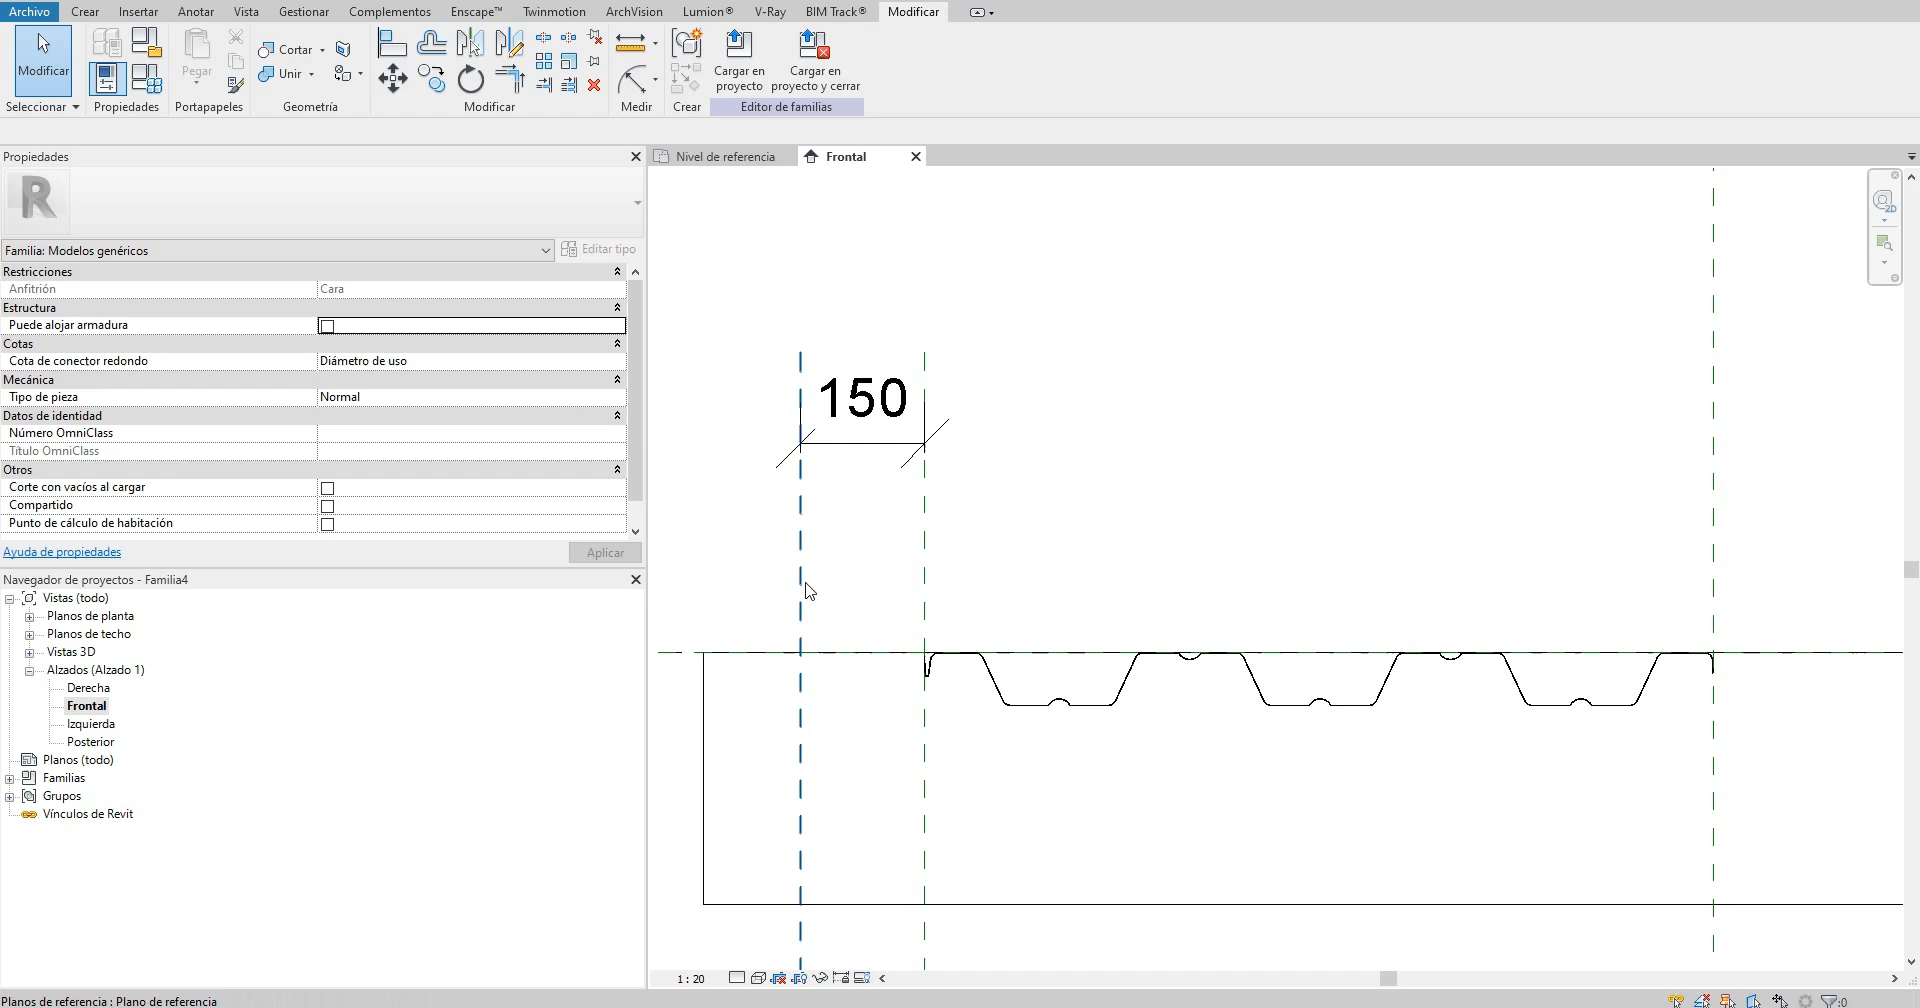 Archivo Crear Insertar Anotar Vista Gestionar Complementos Enscape™ Twinmotion ArchVision Lumion® V-Ray BIM Track® Modificar
Modificar
Pegar
Cortar
Unir
Cargar en proyecto
Cargar en proyecto y cerrar
Seleccionar Propiedades Portapapeles Geometría Modificar Medir Crear Editor de familias
Propiedades
Nivel de referencia
Frontal
R
Familia: Modelos genéricos
Editar tipo
Restricciones
Anfitrión Cara
Estructura
Puede alojar armadura
Cotas
Cota de conector redondo Diámetro de uso
Mecánica
Tipo de pieza Normal
Datos de identidad
Número OmniClass
Título OmniClass
Otros
Corte con vacíos al cargar
Compartido
Punto de cálculo de habitación
Ayuda de propiedades
Aplicar
Navegador de proyectos - Familia4
Vistas (todo)
Planos de planta
Planos de techo
Vistas 3D
Alzados (Alzado 1)
Derecha
Frontal
Izquierda
Posterior
Planos (todo)
Familias
Grupos
Vínculos de Revit
150
2D
1 : 20
Planos de referencia : Plano de referencia
:0